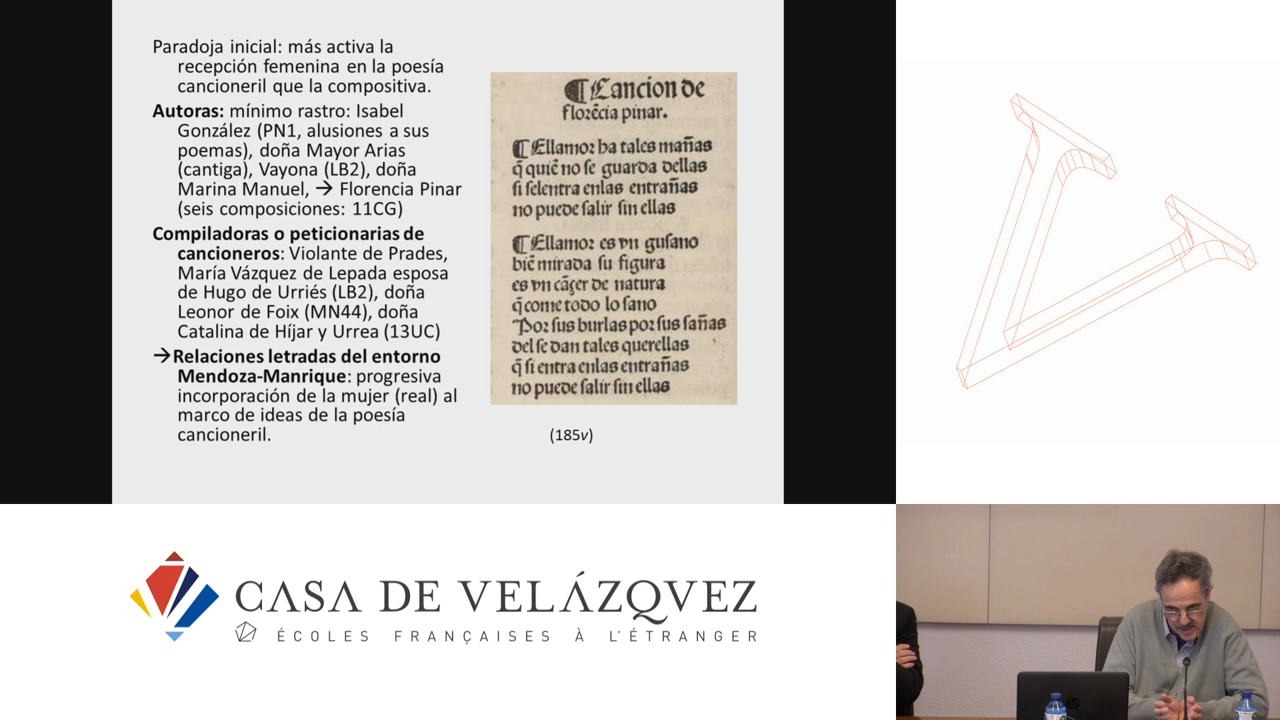 Paradoja inicial: más activa la
recepción femenina en la poesía
cancioneril que la compositiva.
Autoras: mínimo rastro: Isabel
González (PN1, alusiones a sus
poemas), doña Mayor Arias
(cantiga), Vayona (LB2), doña
Marina Manuel, → Florencia Pinar
(seis composiciones: 11CG)
Compiladoras o peticionarias de
cancioneros: Violante de Prades,
María Vázquez de Lepada esposa
de Hugo de Urriés (LB2), doña
Leonor de Foix (MN44), doña
Catalina de Híjar y Urrea (13UC)
→Relaciones letradas del entorno
Mendoza-Manrique: progresiva
incorporación de la mujer (real) al
marco de ideas de la poesía
cancioneril.
¶Cancion de
florēcia pinar.
¶Ellamor ha tales mañas
q̄ quiē no se guarda dellas
si selentra enlas entrañas
no puede salir sin ellas
¶Ellamor es vn gusano
biē mirada su figura
es vn cāçer de natura
q̄ come todo lo sano
Por sus burlas por sus sañas
del se dan tales querellas
q̄ si entra enlas entrañas
no puede salir sin ellas
(185v)
CASA DE VELÁZQVEZ
ÉCOLES FRANÇAISES À L'ÉTRANGER